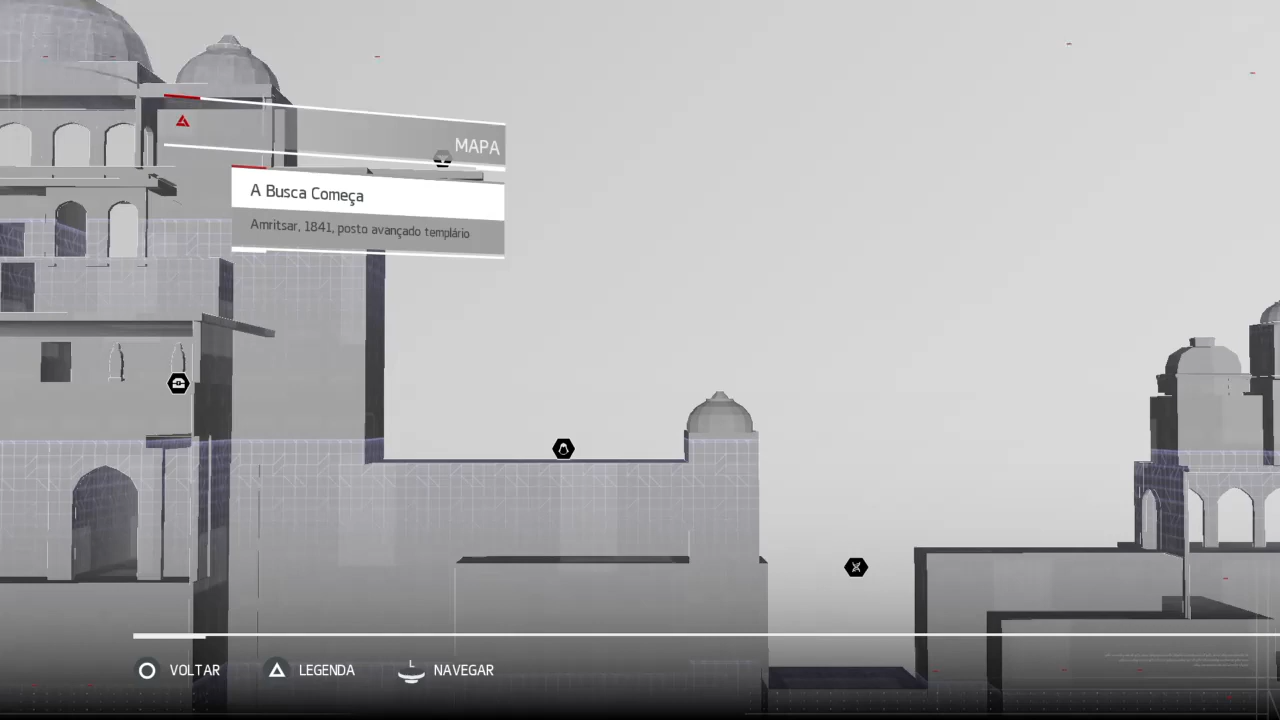 MAPA
A Busca Começa
Amritsar, 1841, posto avançado templário
VOLTAR
LEGENDA
L
NAVEGAR